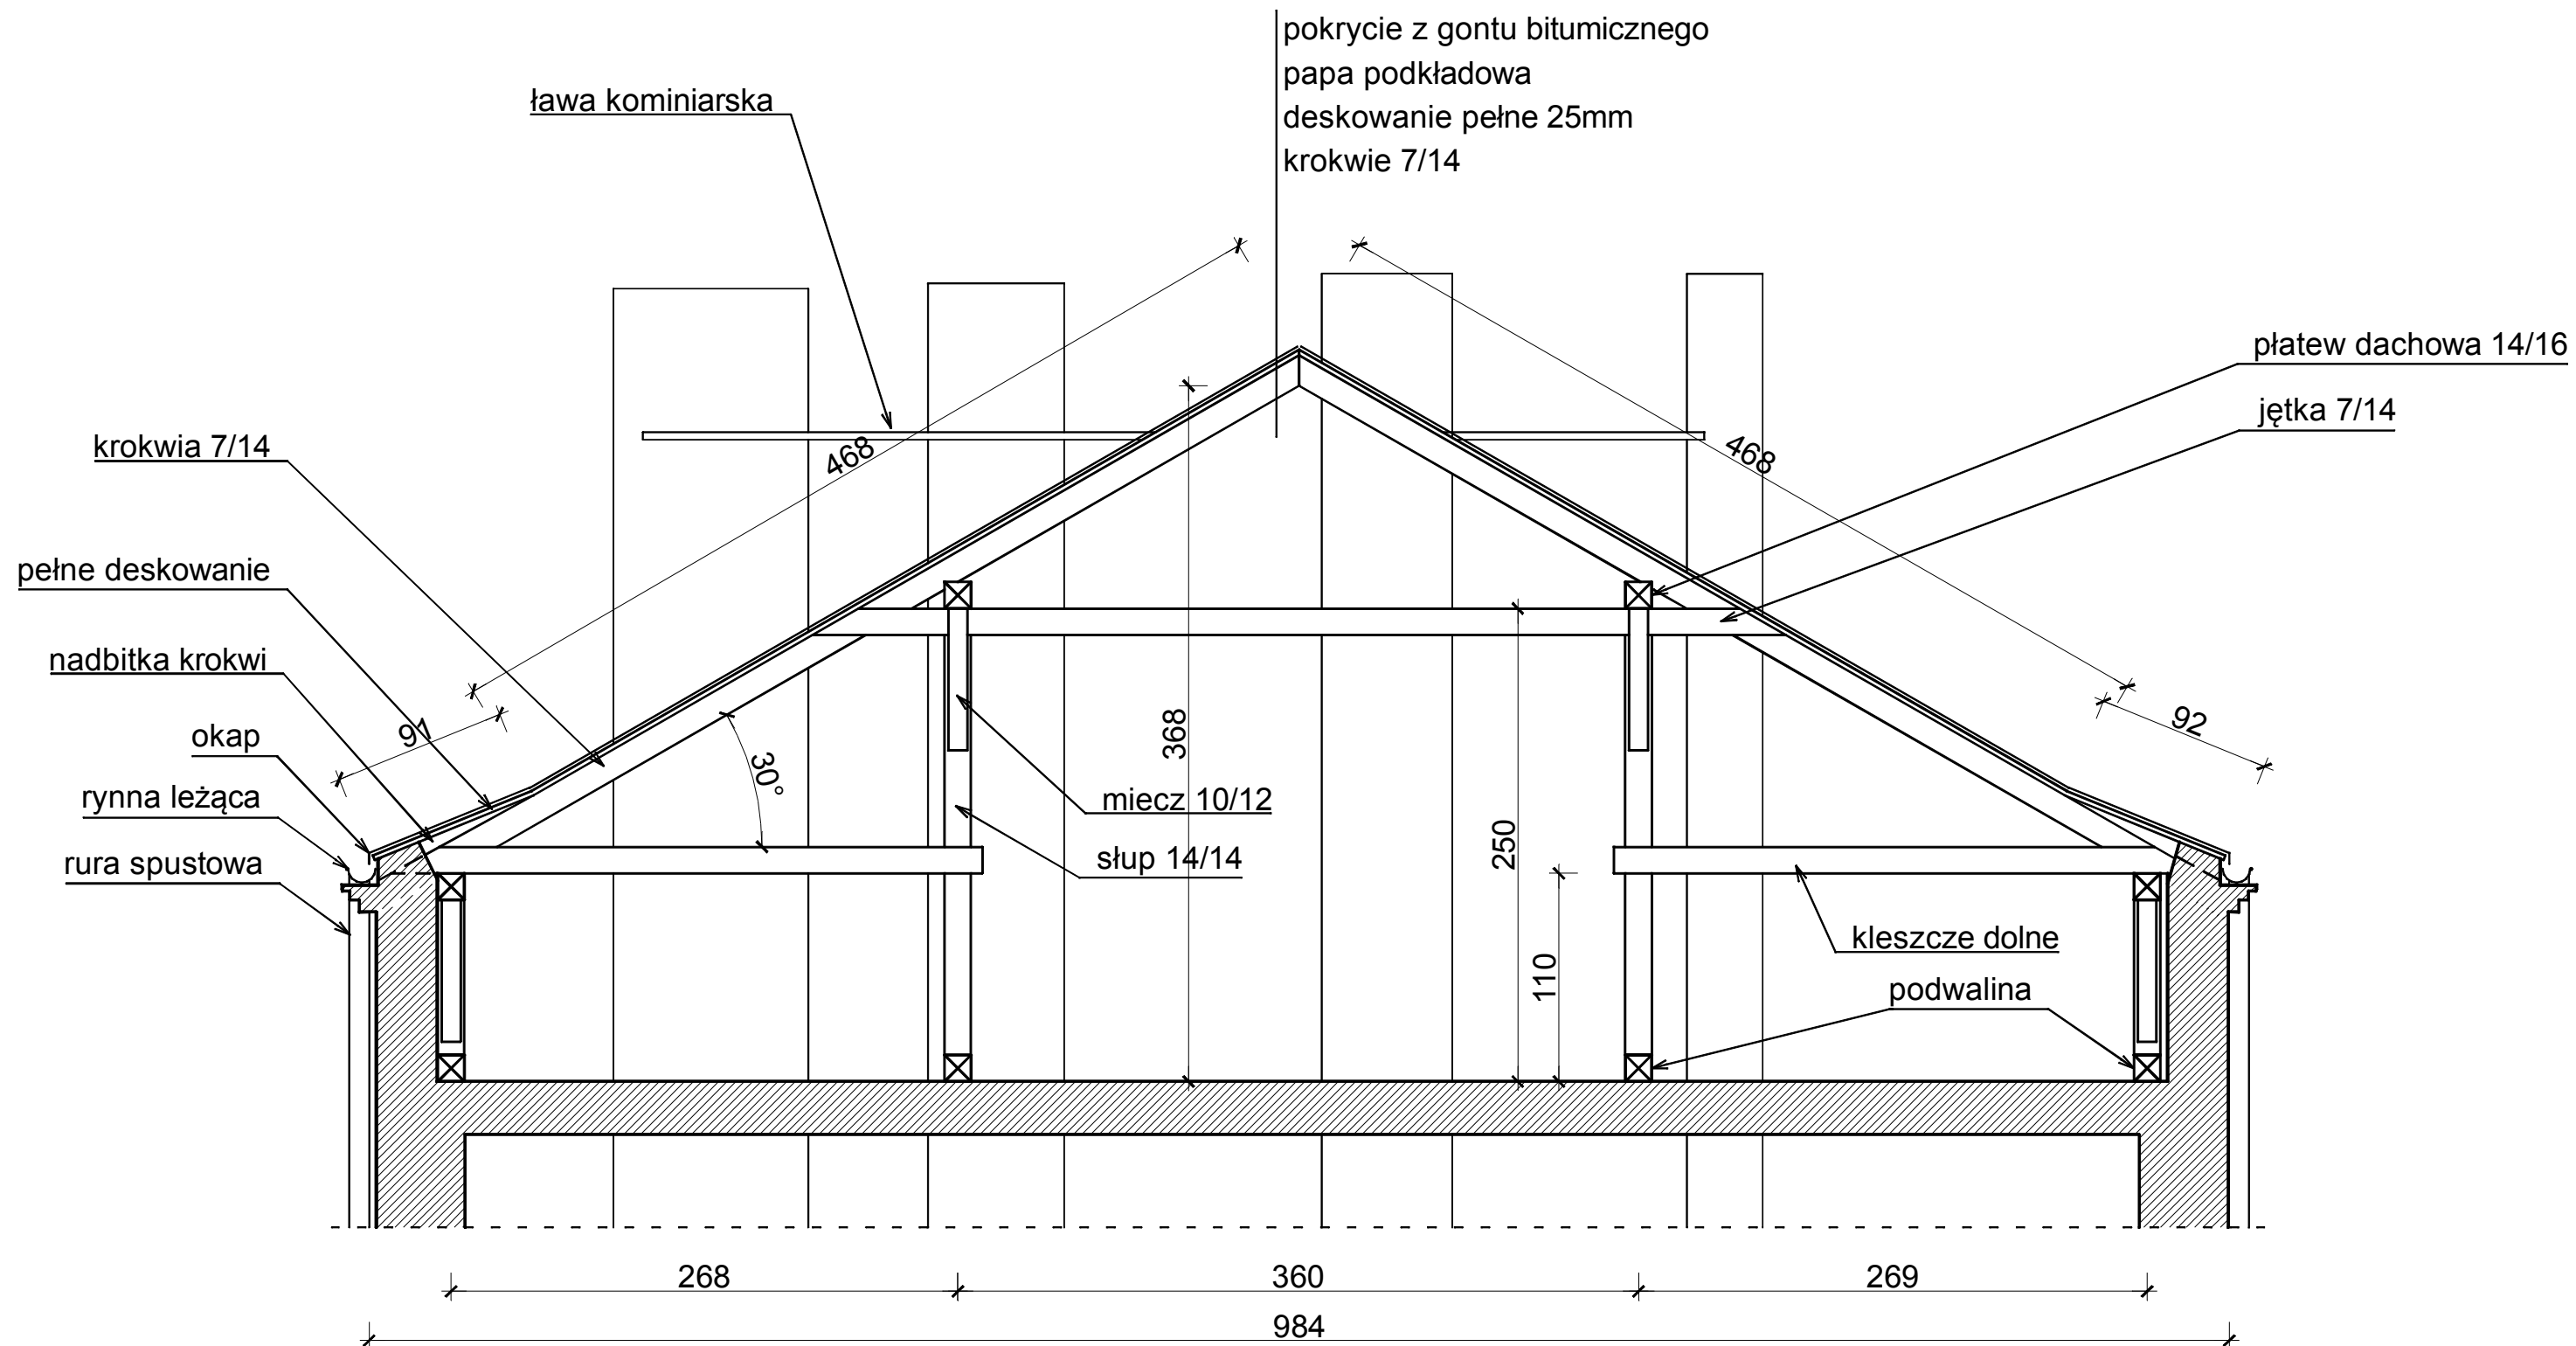 pokrycie z gontu bitumicznego
papa podkładowa
deskowanie pełne 25mm
krokwie 7/14
ława kominiarska
płatew dachowa 14/16
jętka 7/14
krokwia 7/14
468
468
pełne deskowanie
nadbitka krokwi
okap
rynna leżąca
rura spustowa
91
92
30°
368
250
110
miecz 10/12
słup 14/14
kleszcze dolne
podwalina
268
360
269
984